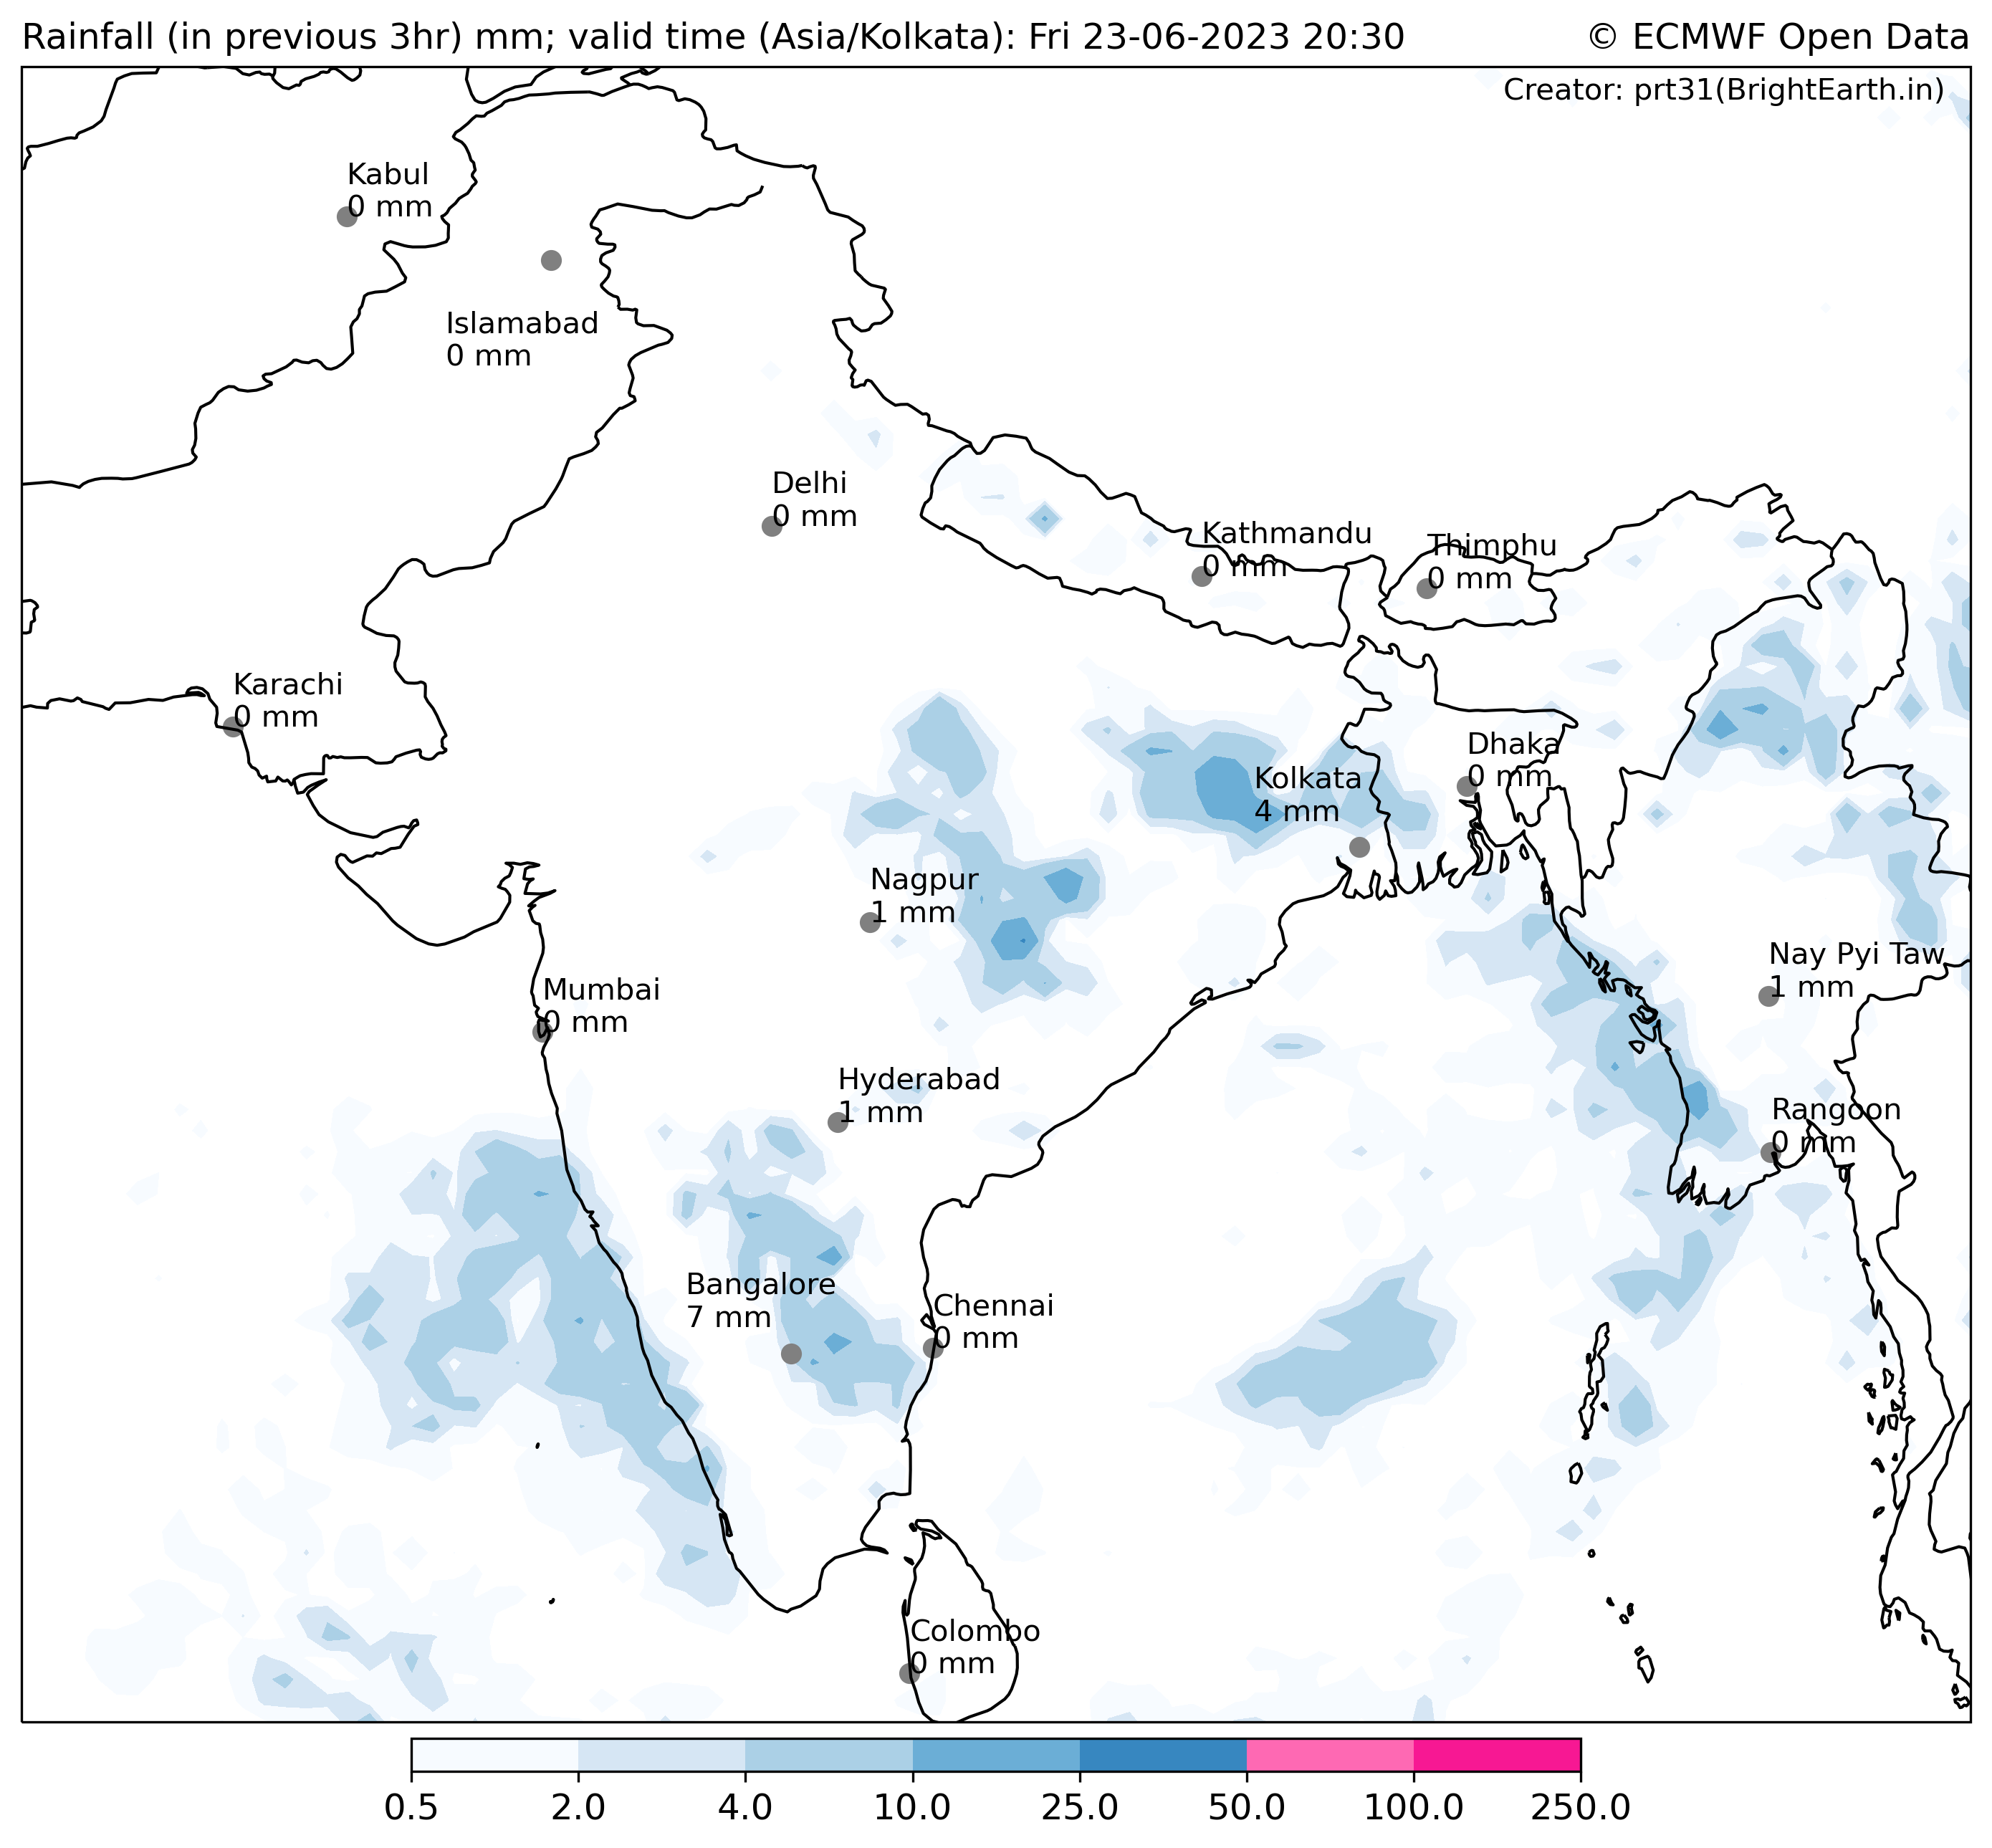 Rainfall (in previous 3hr) mm; valid time (Asia/Kolkata): Fri 23-06-2023 20:30
© ECMWF Open Data
Creator: prt31(BrightEarth.in)
Kabul
0 mm
Islamabad
0 mm
Delhi
0 mm
Kathmandu
0 mm
Thimphu
0 mm
Karachi
0 mm
Dhaka
0 mm
Kolkata
4 mm
Nagpur
1 mm
Nay Pyi Taw
1 mm
Mumbai
0 mm
Hyderabad
1 mm
Rangoon
0 mm
Bangalore
7 mm
Chennai
0 mm
Colombo
0 mm
0.5 2.0 4.0 10.0 25.0 50.0 100.0 250.0